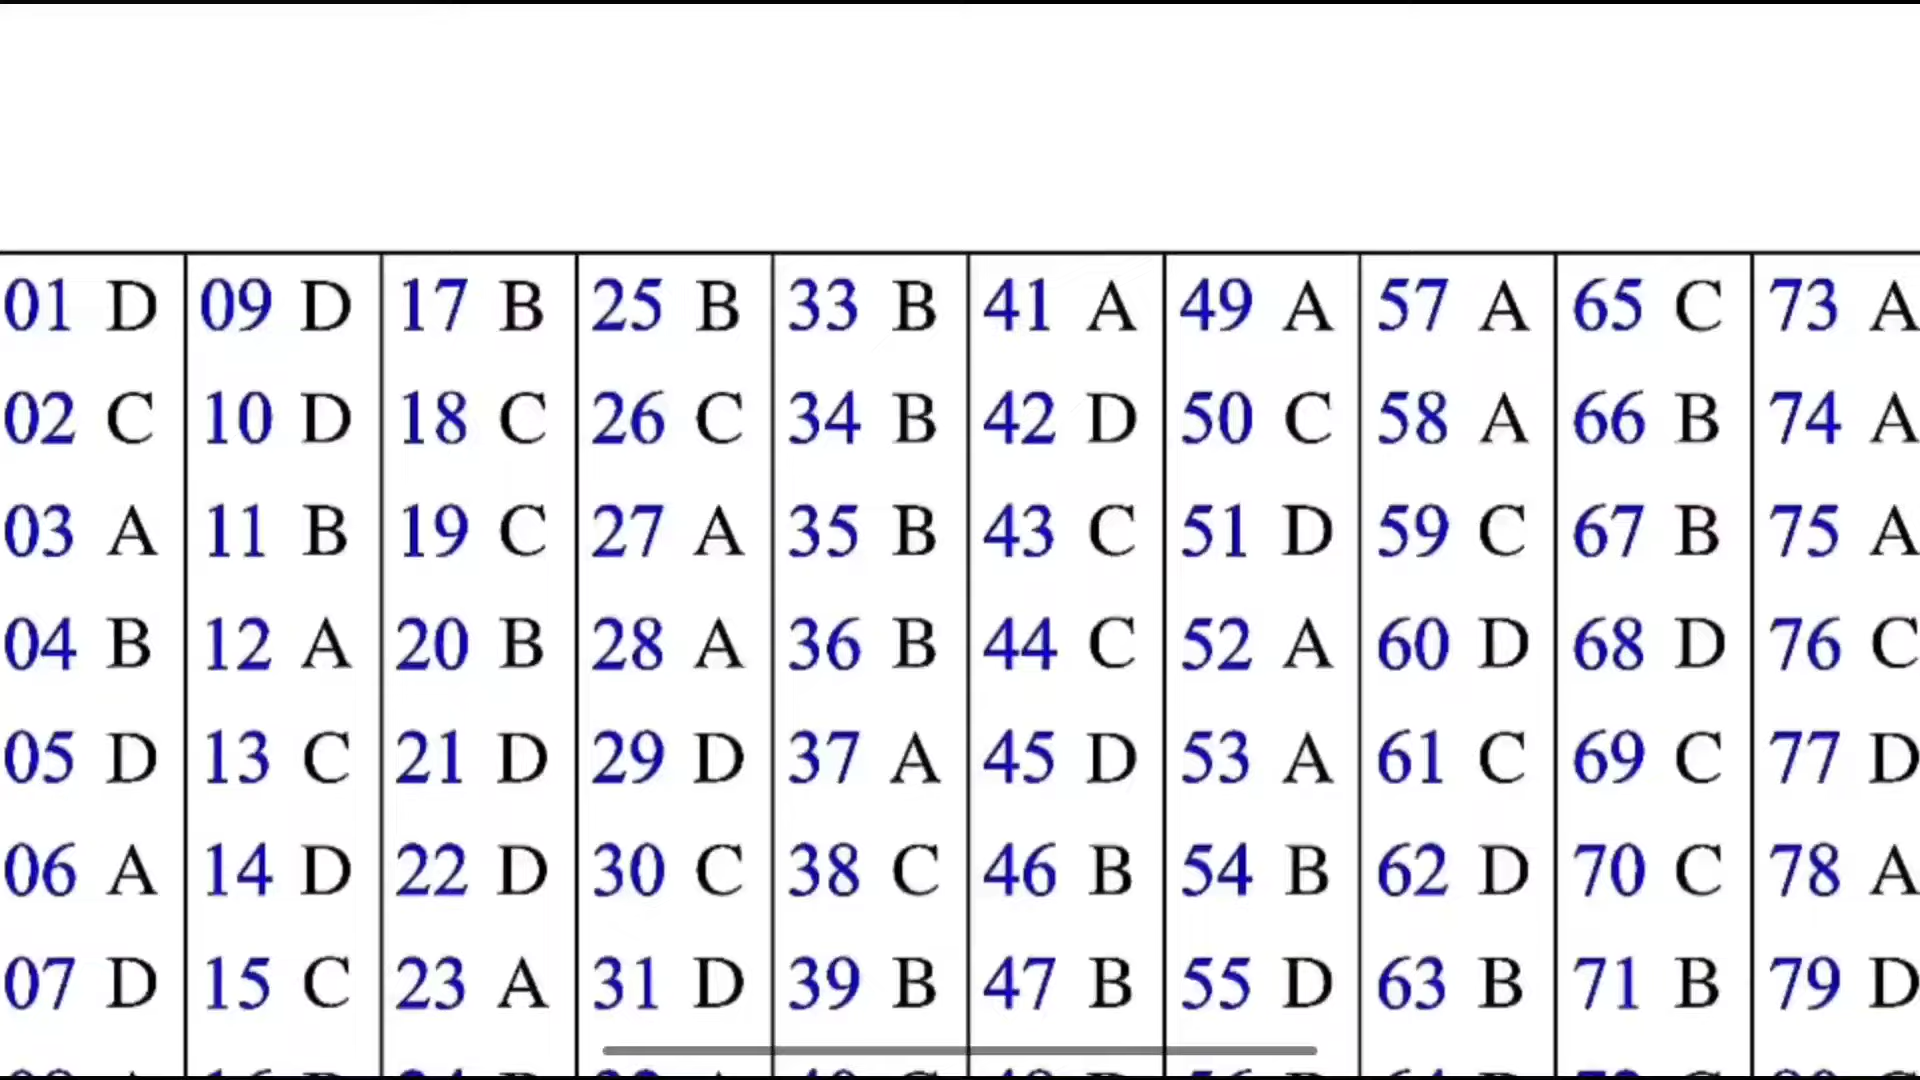 01 D 09 D 17 B 25 B 33 B 41 A 49 A 57 A 65 C 73 A
02 C 10 D 18 C 26 C 34 B 42 D 50 C 58 A 66 B 74 A
03 A 11 B 19 C 27 A 35 B 43 C 51 D 59 C 67 B 75 A
04 B 12 A 20 B 28 A 36 B 44 C 52 A 60 D 68 D 76 C
05 D 13 C 21 D 29 D 37 A 45 D 53 A 61 C 69 C 77 D
06 A 14 D 22 D 30 C 38 C 46 B 54 B 62 D 70 C 78 A
07 D 15 C 23 A 31 D 39 B 47 B 55 D 63 B 71 B 79 D